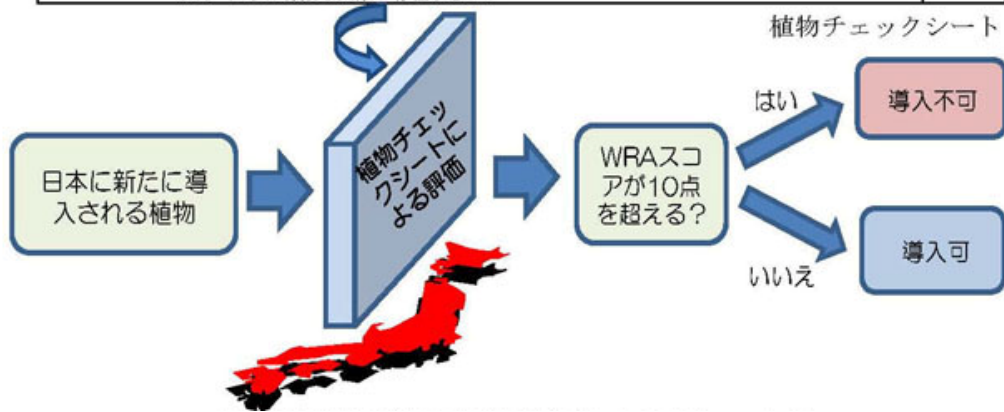 植物チェックシート
日本に新たに導
入される植物
植物チェッ
クシートに
よる評価
WRAスコ
アが10点
を超える？
はい
導入不可
いいえ
導入可